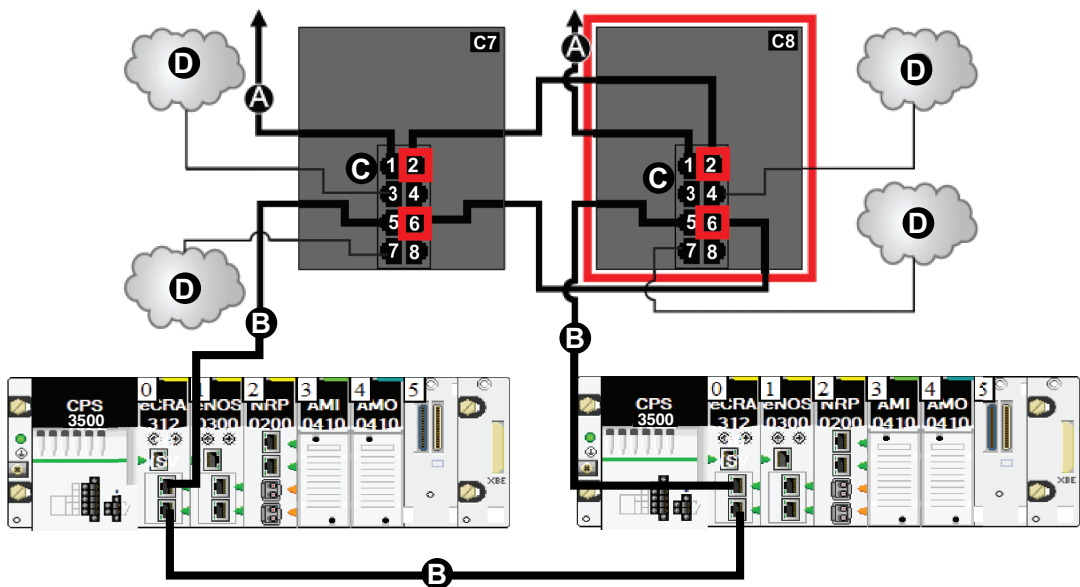 D
A
C7
A
C8
D
C
1 2
3 4
5 6
7 8
C
1 2
3 4
5 6
7 8
D
D
B
B
0 1 2 3 4 5
CPS
3500
eCRA
312
eNOS
0300
NRP
0200
AMI
0410
AMO
0410
S
XBE
0 1 2 3 4 5
CPS
3500
eCRA
312
eNOS
0300
NRP
0200
AMI
0410
AMO
0410
S
XBE
B